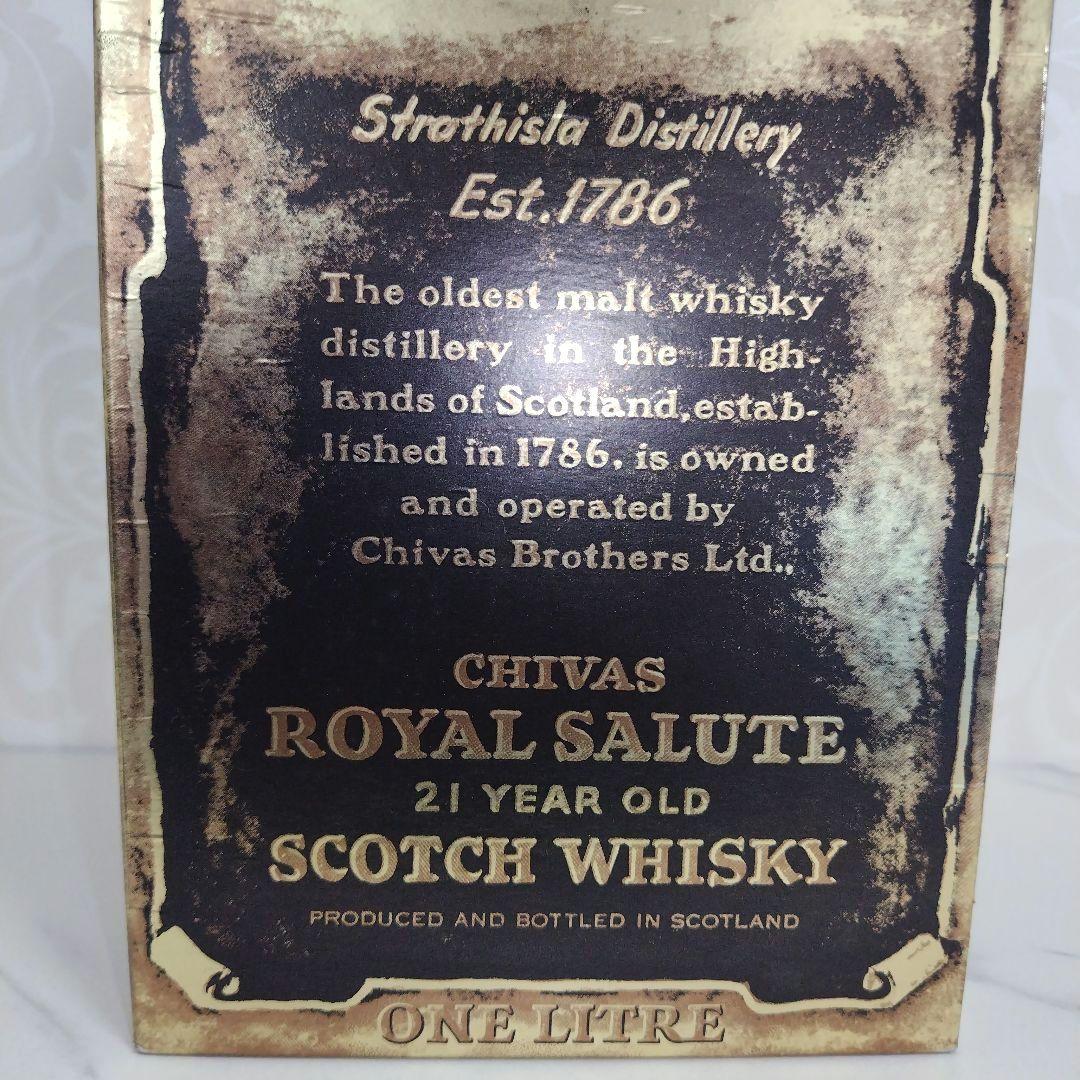 Strathisla Distillery
Est. 1786
The oldest malt whisky
distillery in the High-
lands of Scotland, estab-
lished in 1786, is owned
and operated by
Chivas Brothers Ltd.,
CHIVAS
ROYAL SALUTE
21 YEAR OLD
SCOTCH WHISKY
PRODUCED AND BOTTLED IN SCOTLAND
ONE LITRE